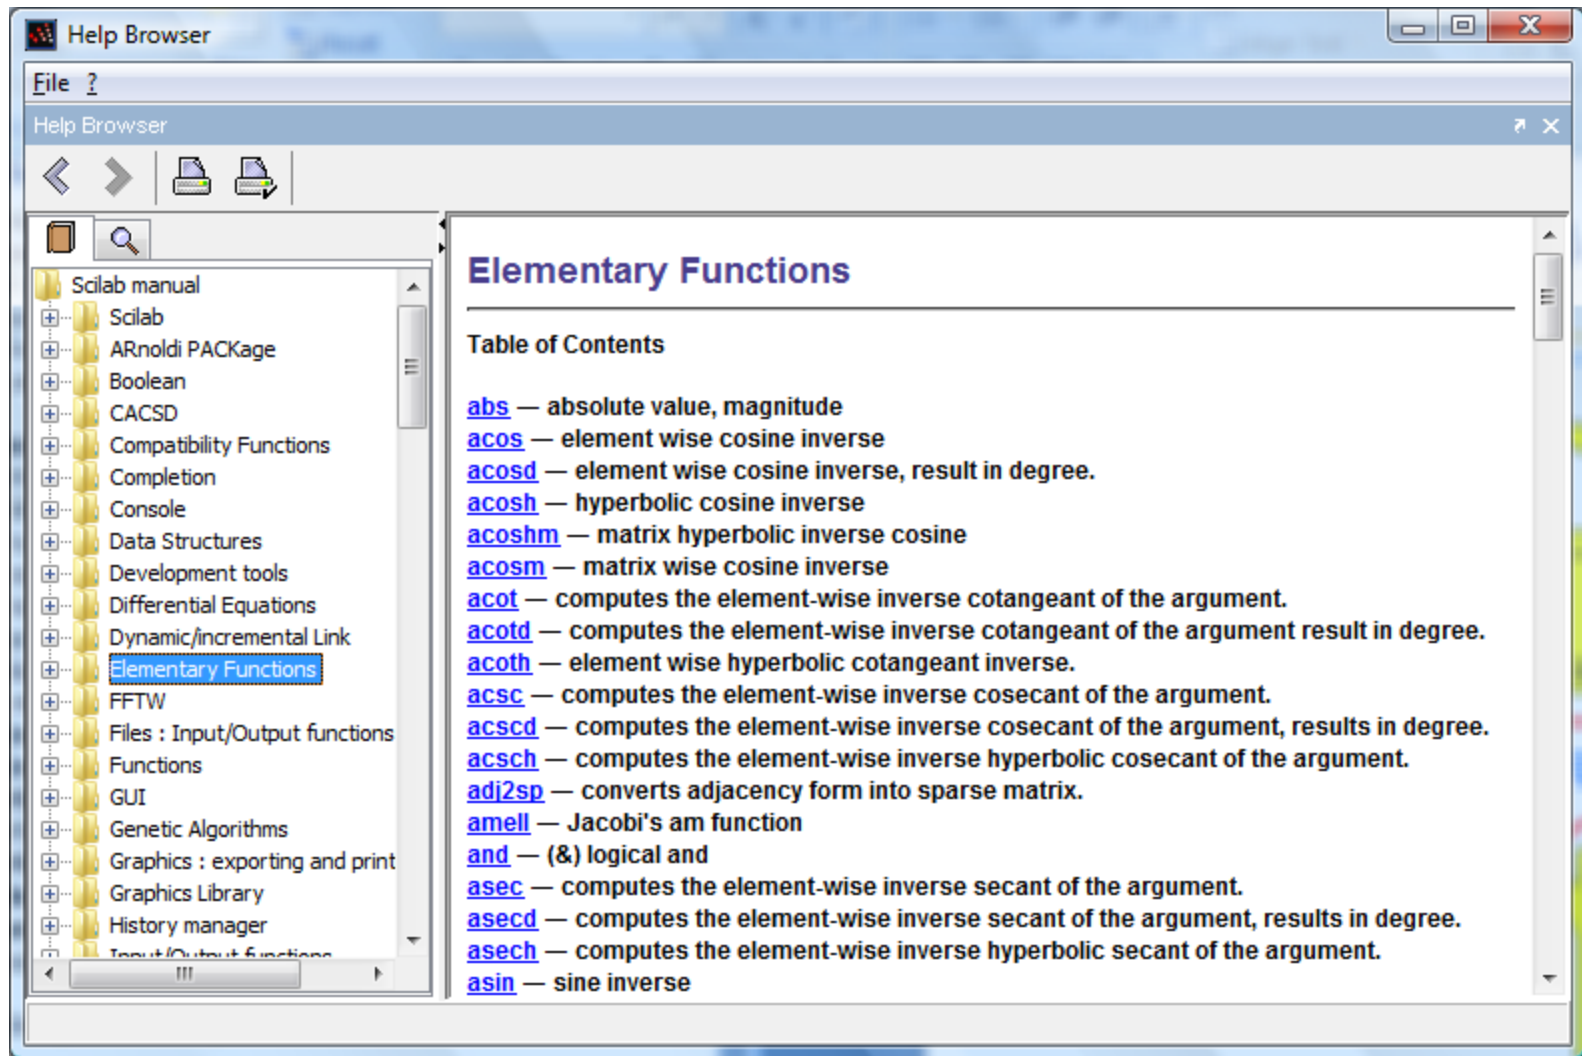 Help Browser
File ?
Help Browser
Scilab manual
Scilab
ARnoldi PACKage
Boolean
CACSD
Compatibility Functions
Completion
Console
Data Structures
Development tools
Differential Equations
Dynamic/incremental Link
Elementary Functions
FFTW
Files : Input/Output functions
Functions
GUI
Genetic Algorithms
Graphics : exporting and print
Graphics Library
History manager
Input/Output functions
Elementary Functions
Table of Contents
abs — absolute value, magnitude
acos — element wise cosine inverse
acosd — element wise cosine inverse, result in degree.
acosh — hyperbolic cosine inverse
acoshm — matrix hyperbolic inverse cosine
acosm — matrix wise cosine inverse
acot — computes the element-wise inverse cotangeant of the argument.
acotd — computes the element-wise inverse cotangeant of the argument result in degree.
acoth — element wise hyperbolic cotangeant inverse.
acsc — computes the element-wise inverse cosecant of the argument.
acscd — computes the element-wise inverse cosecant of the argument, results in degree.
acsch — computes the element-wise inverse hyperbolic cosecant of the argument.
adj2sp — converts adjacency form into sparse matrix.
amell — Jacobi's am function
and — (&) logical and
asec — computes the element-wise inverse secant of the argument.
asecd — computes the element-wise inverse secant of the argument, results in degree.
asech — computes the element-wise inverse hyperbolic secant of the argument.
asin — sine inverse